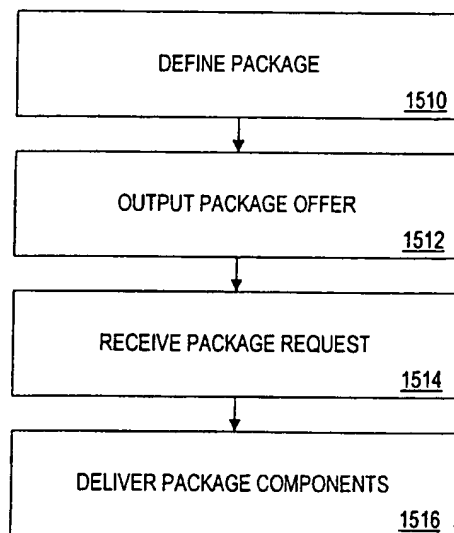 DEFINE PACKAGE
1510
OUTPUT PACKAGE OFFER
1512
RECEIVE PACKAGE REQUEST
1514
DELIVER PACKAGE COMPONENTS
1516